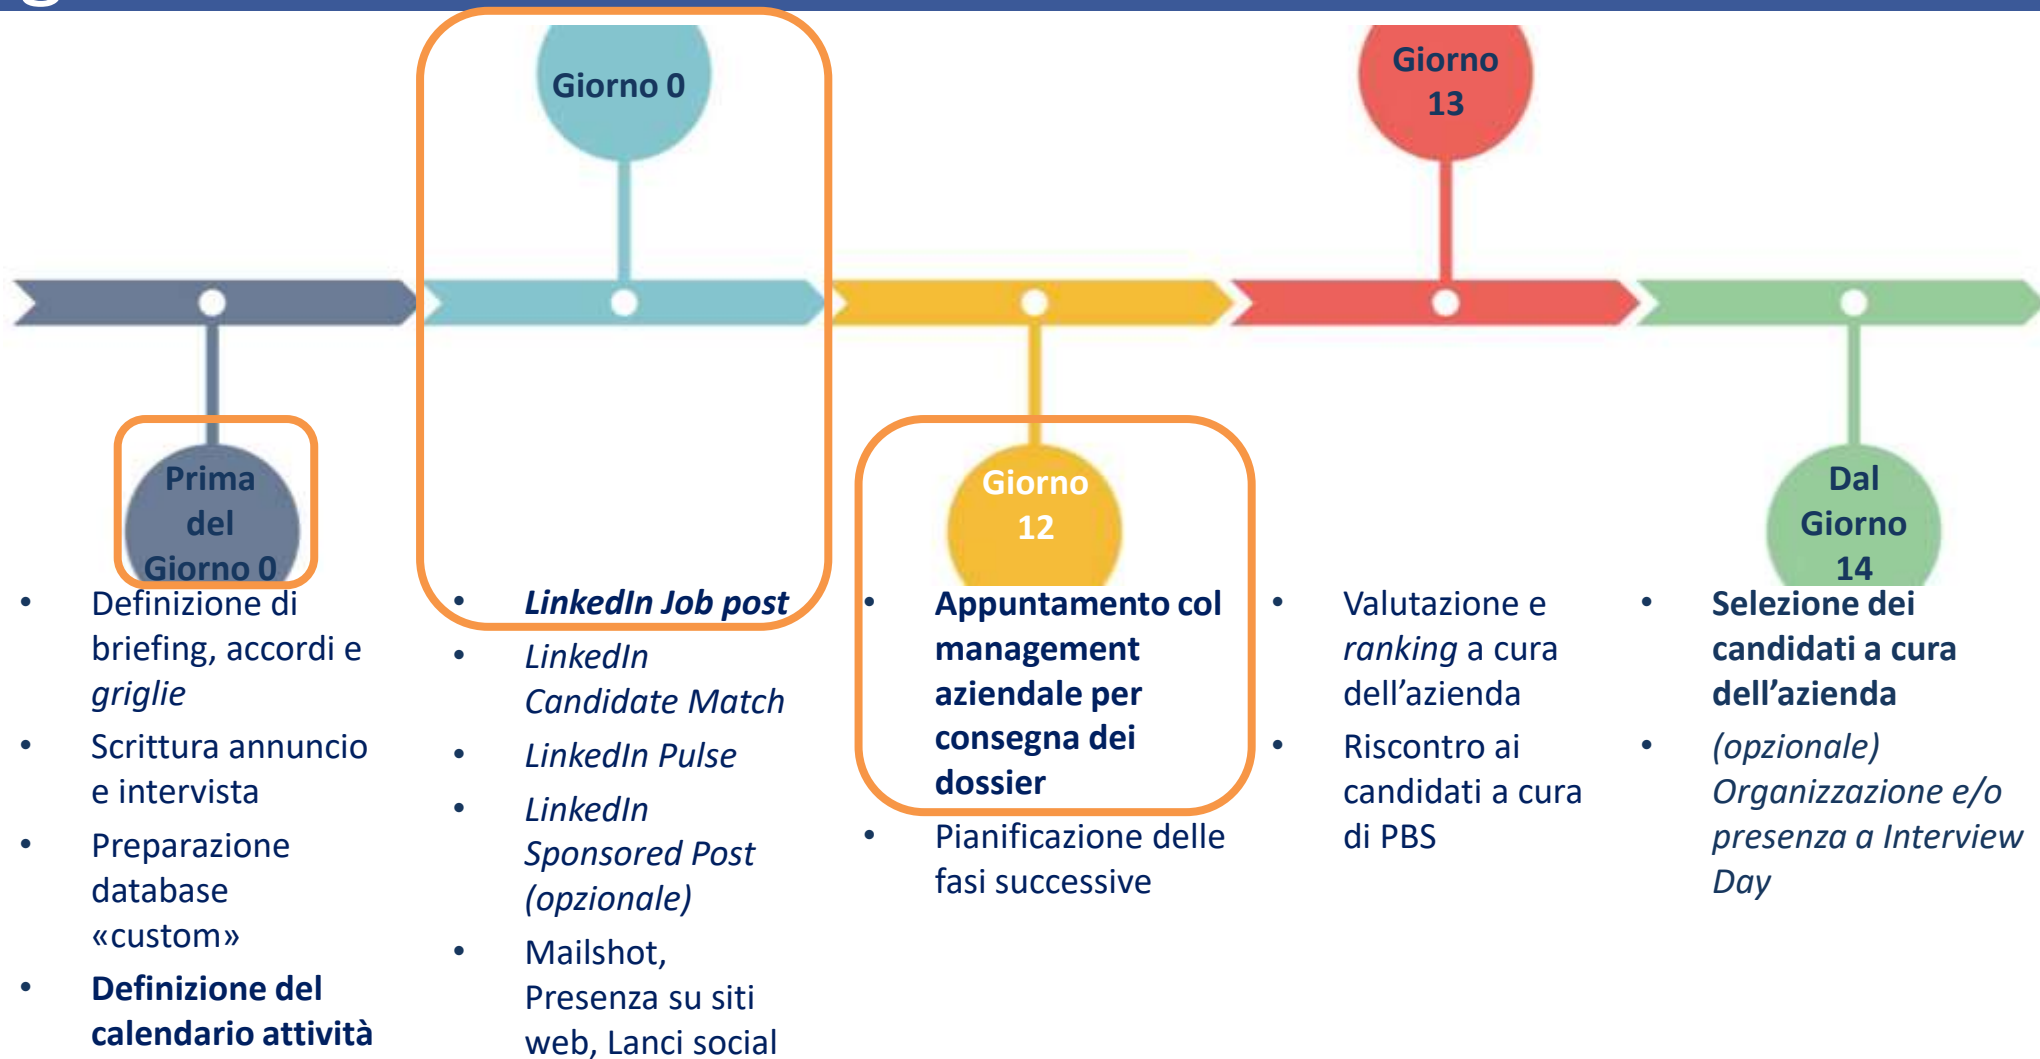 Giorno 0
Giorno
13
Prima
del
Giorno 0
Giorno
12
Dal
Giorno
14
• Definizione di
briefing, accordi e
griglie
• Scrittura annuncio
e intervista
• Preparazione
database
«custom»
• Definizione del
calendario attività
• LinkedIn Job post
• LinkedIn
Candidate Match
• LinkedIn Pulse
• LinkedIn
Sponsored Post
(opzionale)
• Mailshot,
Presenza su siti
web, Lanci social
• Appuntamento col
management
aziendale per
consegna dei
dossier
• Pianificazione delle
fasi successive
• Valutazione e
ranking a cura
dell’azienda
• Riscontro ai
candidati a cura
di PBS
• Selezione dei
candidati a cura
dell’azienda
• (opzionale)
Organizzazione e/o
presenza a Interview
Day